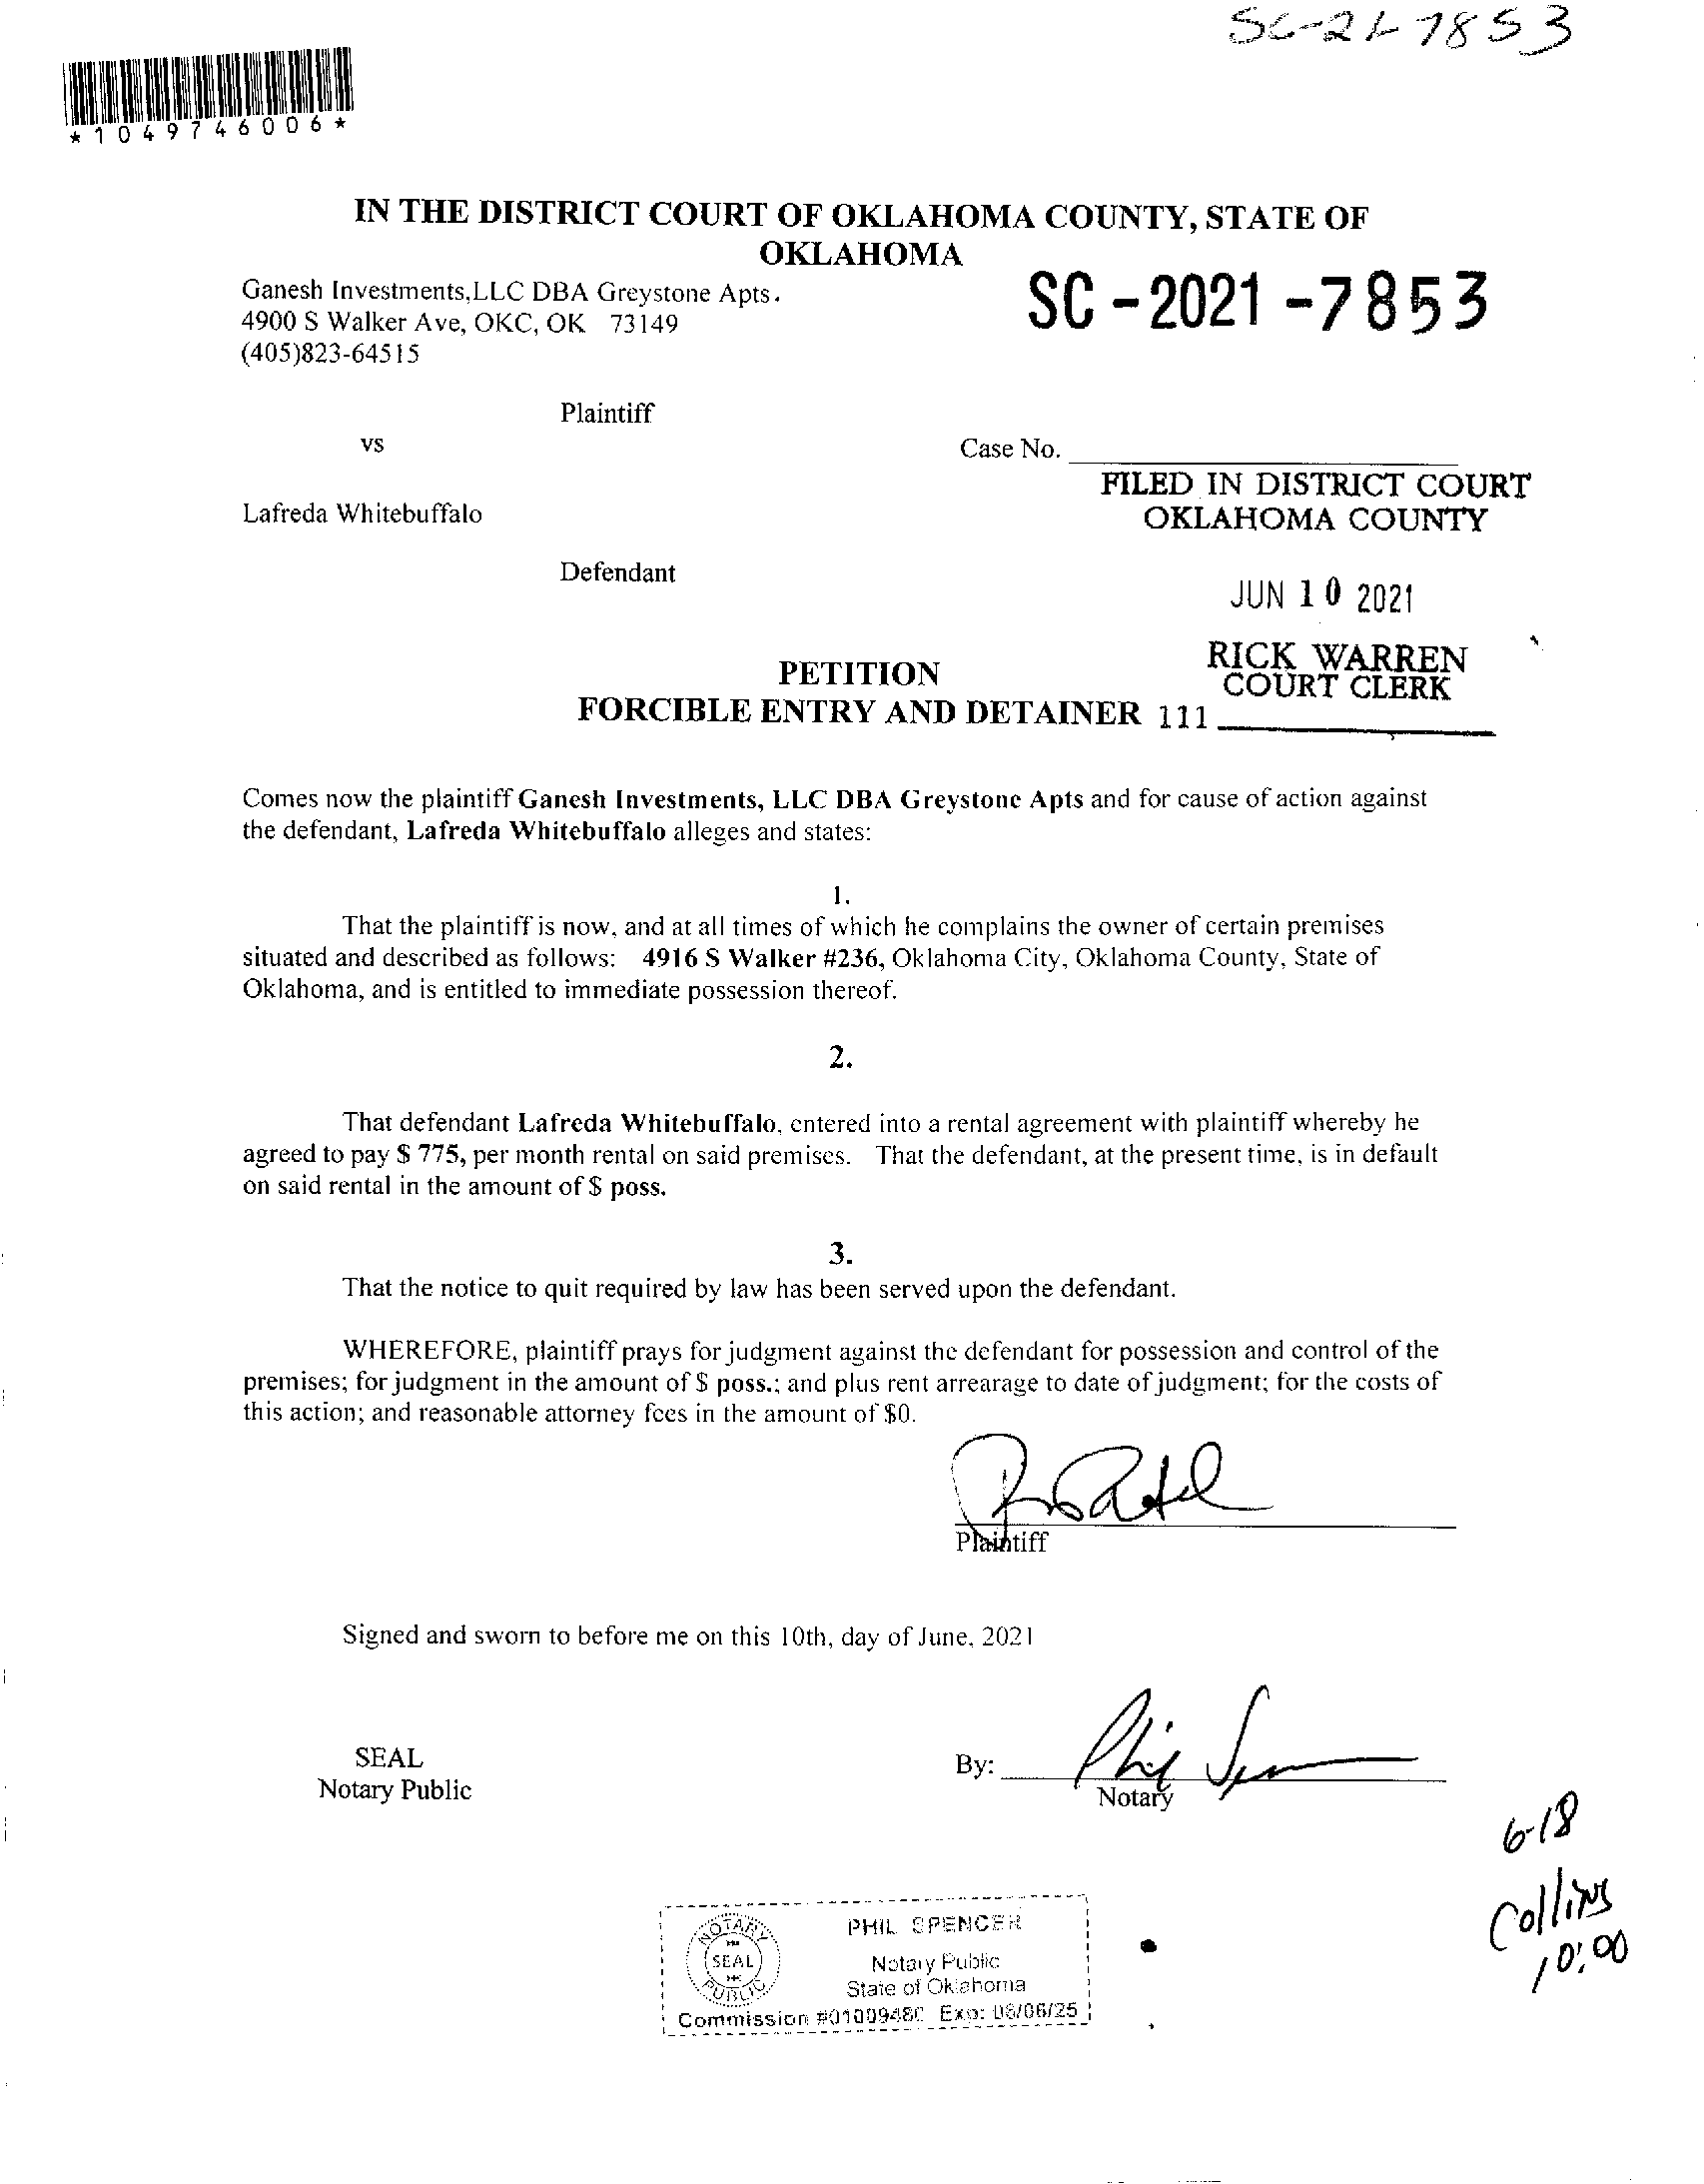 SC-21-7853
*1049746006*
IN THE DISTRICT COURT OF OKLAHOMA COUNTY, STATE OF
OKLAHOMA
Ganesh Investments,LLC DBA Greystone Apts.
4900 S Walker Ave, OKC, OK 73149
(405)823-64515
SC-2021-7853
Plaintiff
vs
Case No.
FILED IN DISTRICT COURT
OKLAHOMA COUNTY
Lafreda Whitebuffalo
Defendant
JUN 10 2021
RICK WARREN
COURT CLERK
PETITION
FORCIBLE ENTRY AND DETAINER 111
Comes now the plaintiff Ganesh Investments, LLC DBA Greystone Apts and for cause of action against
the defendant, Lafreda Whitebuffalo alleges and states:
1.
That the plaintiff is now, and at all times of which he complains the owner of certain premises
situated and described as follows: 4916 S Walker #236, Oklahoma City, Oklahoma County, State of
Oklahoma, and is entitled to immediate possession thereof.
2.
That defendant Lafreda Whitebuffalo, entered into a rental agreement with plaintiff whereby he
agreed to pay $ 775, per month rental on said premises. That the defendant, at the present time, is in default
on said rental in the amount of $ poss.
3.
That the notice to quit required by law has been served upon the defendant.
WHEREFORE, plaintiff prays for judgment against the defendant for possession and control of the
premises; for judgment in the amount of $ poss.; and plus rent arrearage to date of judgment; for the costs of
this action; and reasonable attorney fees in the amount of $0.
Plaintiff
Signed and sworn to before me on this 10th, day of June, 2021
SEAL
Notary Public
By:
Notary
6-18
Collins
10:00
NOTARY
SEAL
PUBLIC
PHIL SPENCER
Notary Public
State of Oklahoma
Commission #01009480 Exp: 06/06/25